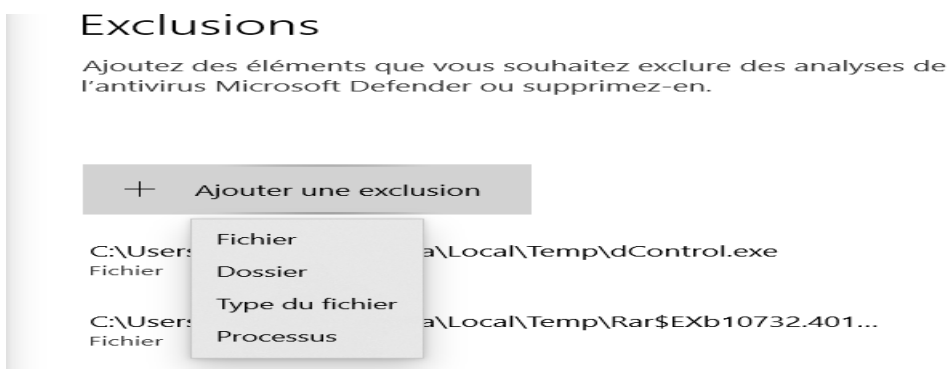 Exclusions
Ajoutez des éléments que vous souhaitez exclure des analyses de
l'antivirus Microsoft Defender ou supprimez-en.
+ Ajouter une exclusion
Fichier
Dossier
Type du fichier
Processus
C:\Users a\Local\Temp\dControl.exe
Fichier
C:\Users a\Local\Temp\Rar$EXb10732.401...
Fichier